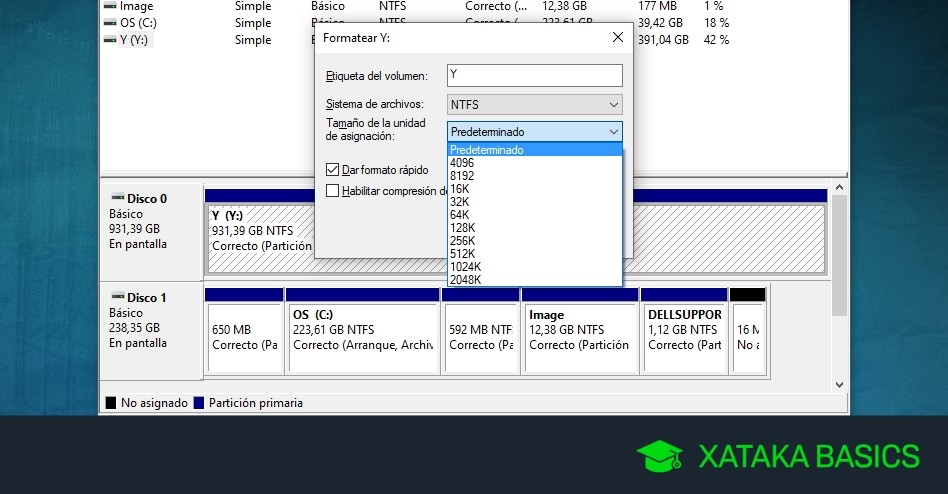 Image Simple Básico NTFS Correcto (... 12,38 GB 177 MB 1 %
OS (C:) Simple NTFS Correcto (... 223,61 GB 39,42 GB 18 %
Y (Y:) Simple 391,04 GB 42 %
Formatear Y:
Etiqueta del volumen: Y
Sistema de archivos: NTFS
Tamaño de la unidad
de asignación:
Predeterminado
Predeterminado
4096
8192
16K
32K
64K
128K
256K
512K
1024K
2048K
Dar formato rápido
Habilitar compresión de
Disco 0
Básico
931,39 GB
En pantalla
Y (Y:)
931,39 GB NTFS
Correcto (Partición
Disco 1
Básico
238,35 GB
En pantalla
650 MB
Correcto (Pa
OS (C:)
223,61 GB NTFS
Correcto (Arranque, Archiv
592 MB NTF
Correcto (Pa
Image
12,38 GB NTFS
Correcto (Partición
DELLSUPPOR
1,12 GB NTFS
Correcto (Part
16 M
No a
No asignado Partición primaria
XATAKA BASICS